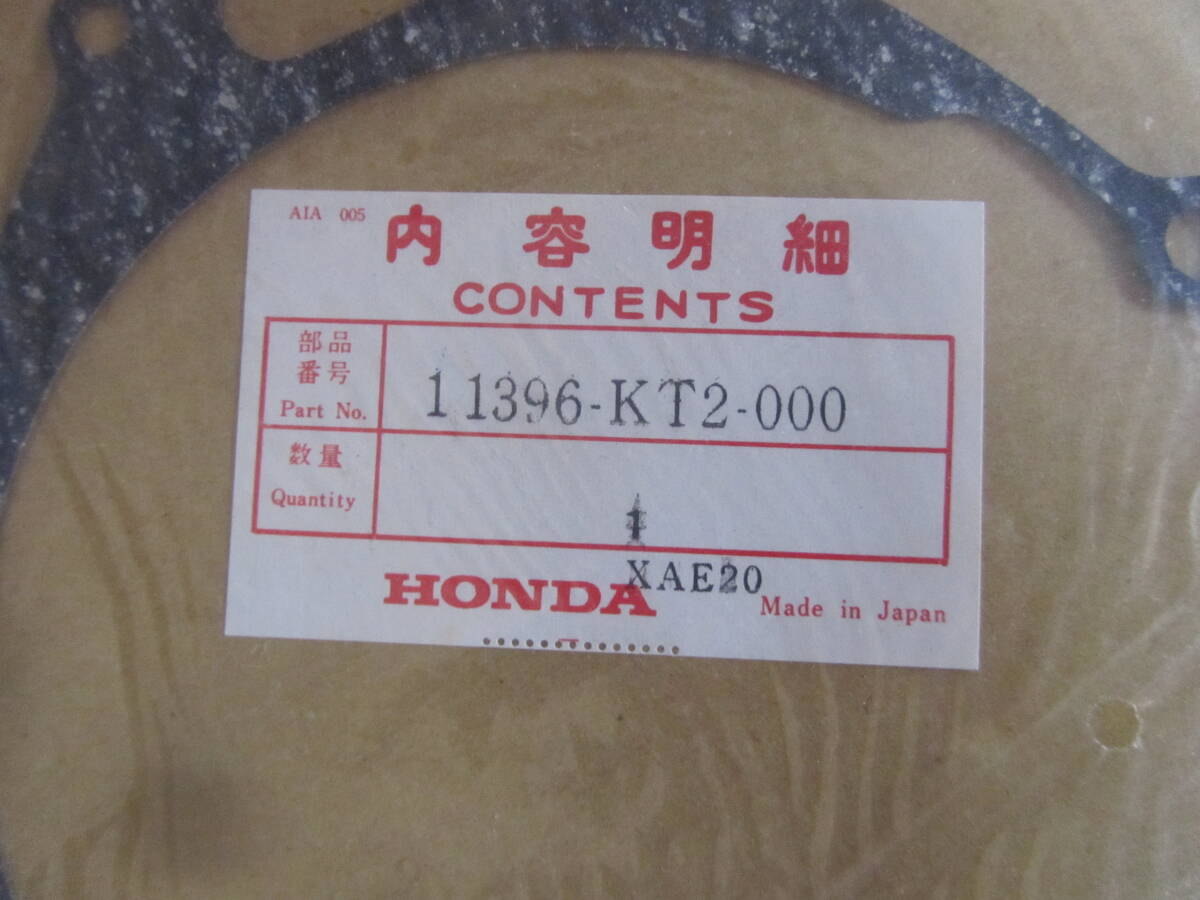 AIA 005
内容明細
CONTENTS
部品
番号
Part No.
11396-KT2-000
数量
Quantity
1
XAE20
HONDA
Made in Japan